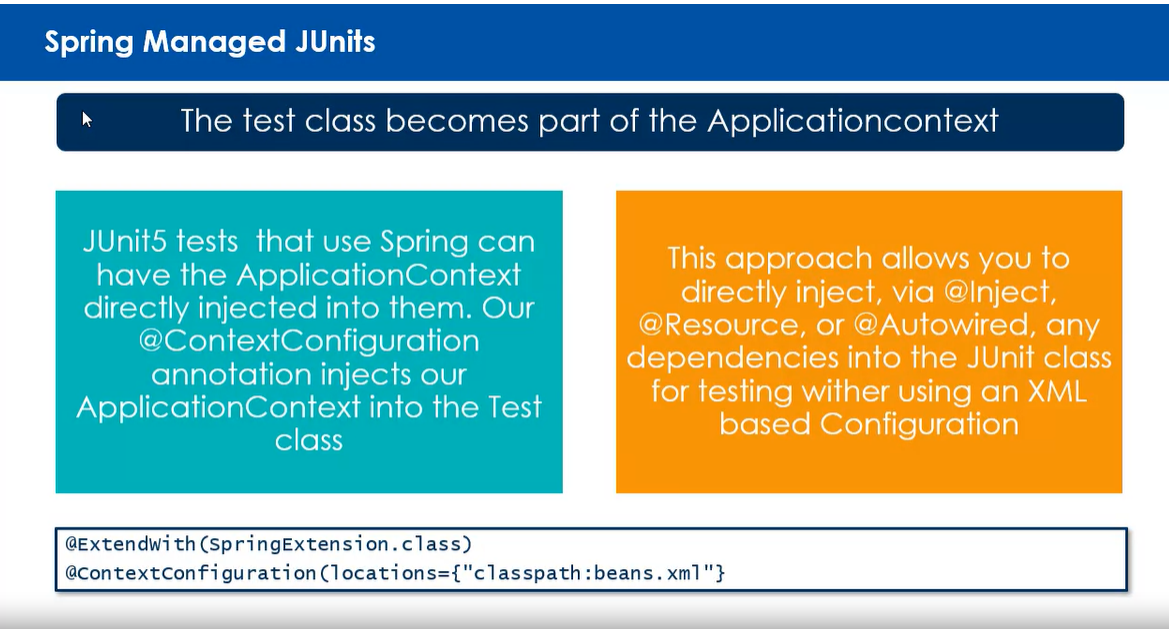 Spring Managed JUnits
The test class becomes part of the Applicationcontext
JUnit5 tests  that use Spring can
have the ApplicationContext
directly injected into them. Our
@ContextConfiguration
annotation injects our
ApplicationContext into the Test
class
This approach allows you to
directly inject, via @Inject,
@Resource, or @Autowired, any
dependencies into the JUnit class
for testing wither using an XML
based Configuration
@ExtendWith(SpringExtension.class)
@ContextConfiguration(locations={"classpath:beans.xml"}